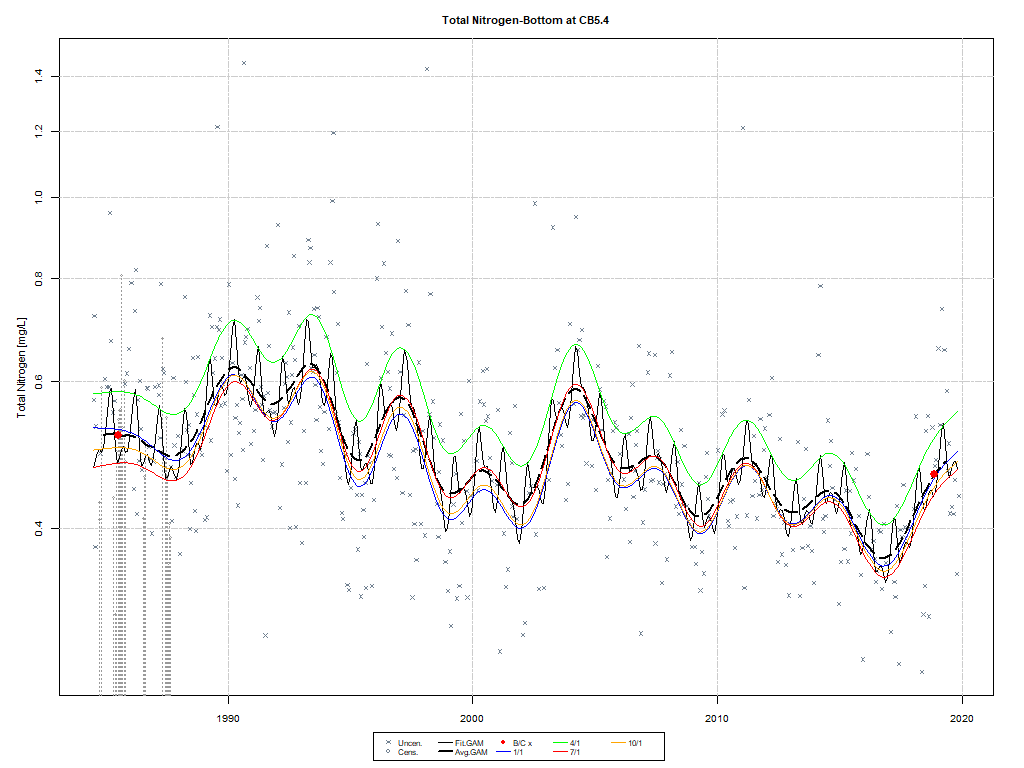 Total Nitrogen-Bottom at CB5.4
Total Nitrogen [mg/L]
1.4
1.2
1.0
0.8
0.6
0.4
1990
2000
2010
2020
Uncen. Fit.GAM B/C x 4/1 10/1
Cens. Avg.GAM 1/1 7/1